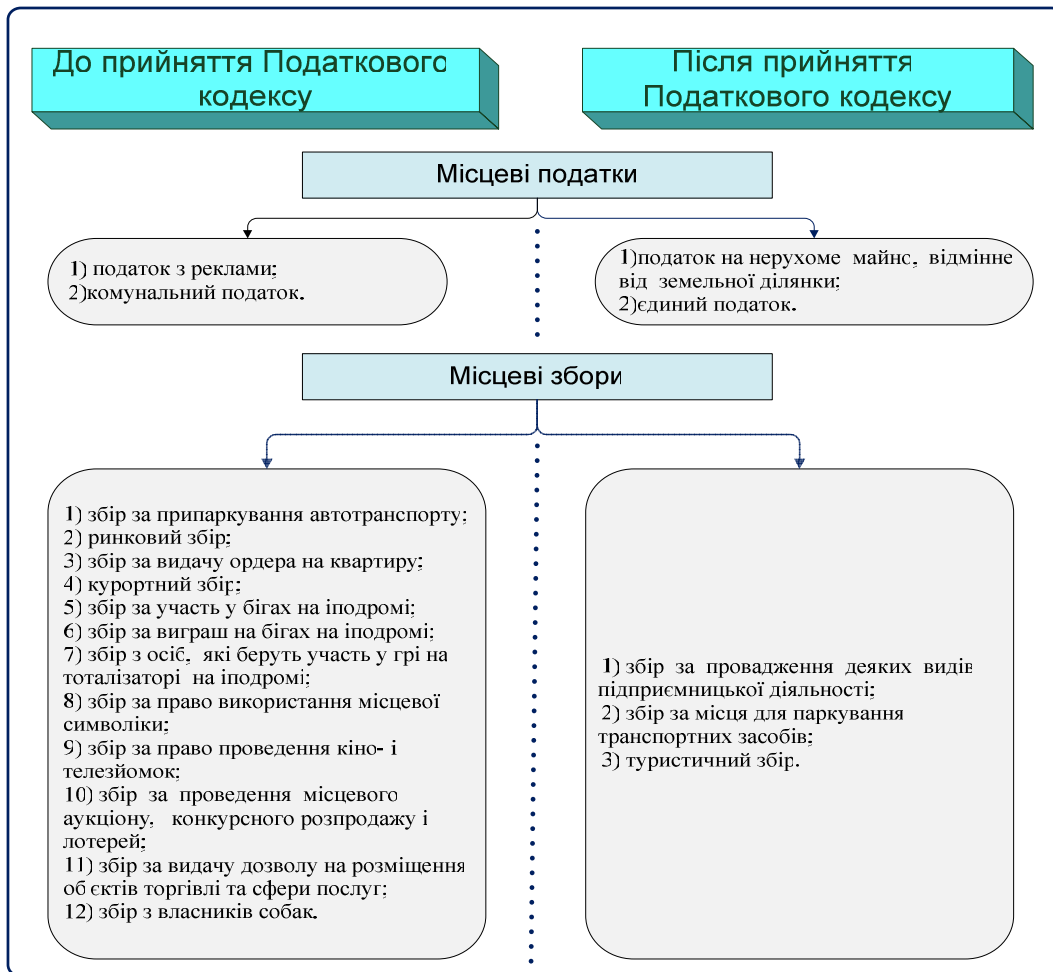 До прийняття Податкового
кодексу
Після прийняття
Податкового кодексу
Місцеві податки
1) податок з реклами;
2)комунальний податок.
1)податок на нерухоме майно, відмінне
від земельної ділянки;
2)єдиний податок.
Місцеві збори
1) збір за припаркування автотранспорту;
2) ринковий збір;
3) збір за видачу ордера на квартиру;
4) курортний збір;
5) збір за участь у бігах на іподромі;
6) збір за виграш на бігах на іподромі;
7) збір з осіб, які беруть участь у грі на
тоталізаторі на іподромі;
8) збір за право використання місцевої
символіки;
9) збір за право проведення кіно- і
телезйомок;
10) збір за проведення місцевого
аукціону, конкурсного розпродажу і
лотерей;
11) збір за видачу дозволу на розміщення
об'єктів торгівлі та сфери послуг;
12) збір з власників собак.
1) збір за провадження деяких видів
підприємницької діяльності;
2) збір за місця для паркування
транспортних засобів;
3) туристичний збір.